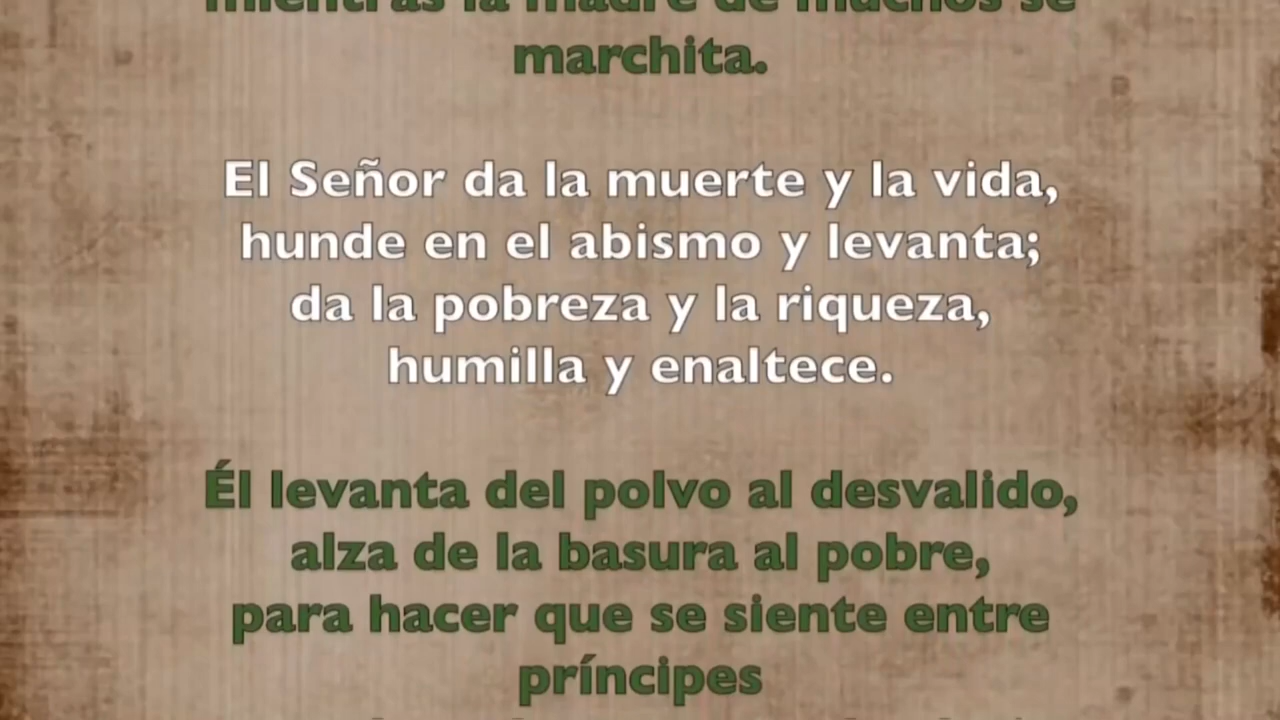 mientras la madre de muchos se
marchita.
El Señor da la muerte y la vida,
hunde en el abismo y levanta;
da la pobreza y la riqueza,
humilla y enaltece.
Él levanta del polvo al desvalido,
alza de la basura al pobre,
para hacer que se siente entre
príncipes